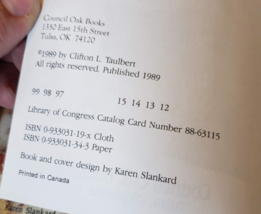 Council Oak Books
1350 East 15th Street
Tulsa, OK 74120
©1989 by Clifton L. Taulbert
All rights reserved. Published 1989
99 98 97 15 14 13 12
Library of Congress Catalog Card Number 88-63115
ISBN 0-933031-19-x Cloth
ISBN 0-933031-34-3 Paper
Book and cover design by Karen Slankard
Printed in Canada
Karen Slankard